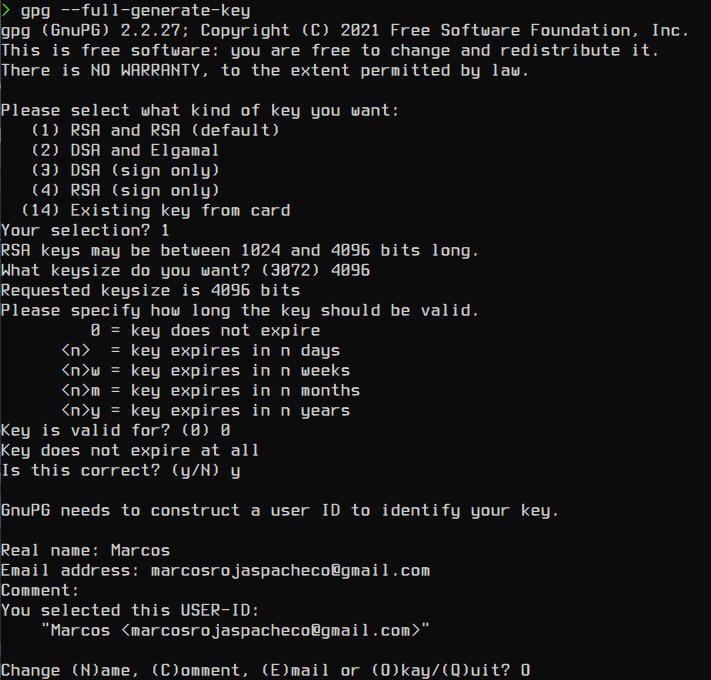 > gpg --full-generate-key
gpg (GnuPG) 2.2.27; Copyright (C) 2021 Free Software Foundation, Inc.
This is free software: you are free to change and redistribute it.
There is NO WARRANTY, to the extent permitted by law.

Please select what kind of key you want:
   (1) RSA and RSA (default)
   (2) DSA and Elgamal
   (3) DSA (sign only)
   (4) RSA (sign only)
  (14) Existing key from card
Your selection? 1
RSA keys may be between 1024 and 4096 bits long.
What keysize do you want? (3072) 4096
Requested keysize is 4096 bits
Please specify how long the key should be valid.
         0 = key does not expire
      <n>  = key expires in n days
      <n>w = key expires in n weeks
      <n>m = key expires in n months
      <n>y = key expires in n years
Key is valid for? (0) 0
Key does not expire at all
Is this correct? (y/N) y

GnuPG needs to construct a user ID to identify your key.

Real name: Marcos
Email address: marcosrojaspacheco@gmail.com
Comment:
You selected this USER-ID:
    "Marcos <marcosrojaspacheco@gmail.com>"

Change (N)ame, (C)omment, (E)mail or (O)kay/(Q)uit? O